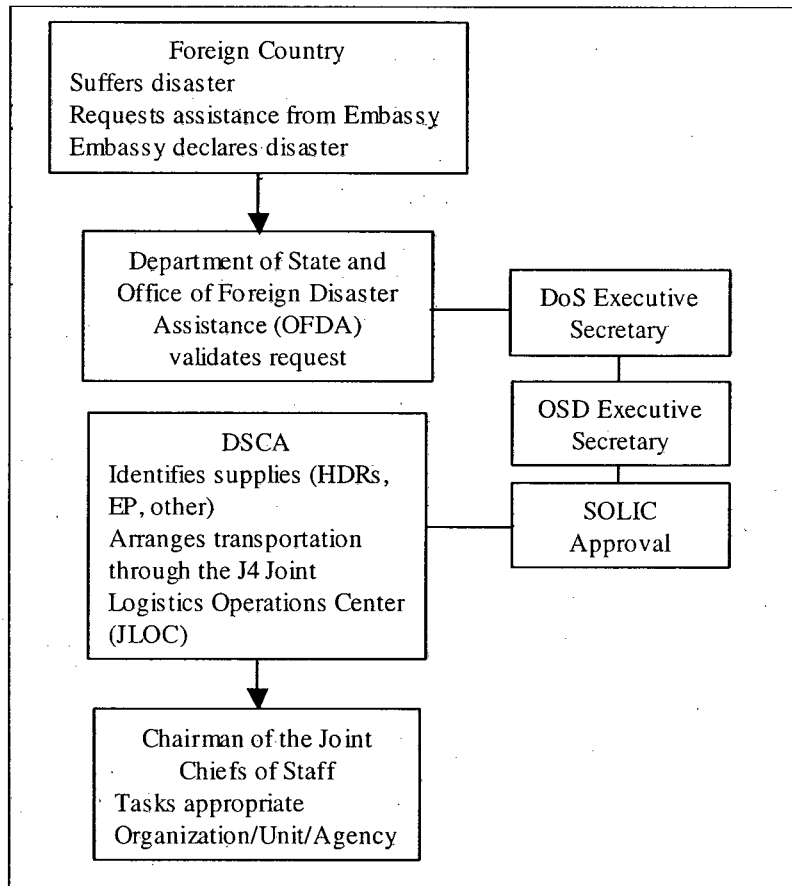 Foreign Country
Suffers disaster
Requests assistance from Embassy
Embassy declares disaster
Department of State and
Office of Foreign Disaster
Assistance (OFDA)
validates request
DoS Executive
Secretary
OSD Executive
Secretary
SOLIC
Approval
DSCA
Identifies supplies (HDRs,
EP, other)
Arranges transportation
through the J4 Joint
Logistics Operations Center
(JLOC)
Chairman of the Joint
Chiefs of Staff
Tasks appropriate
Organization/Unit/Agency